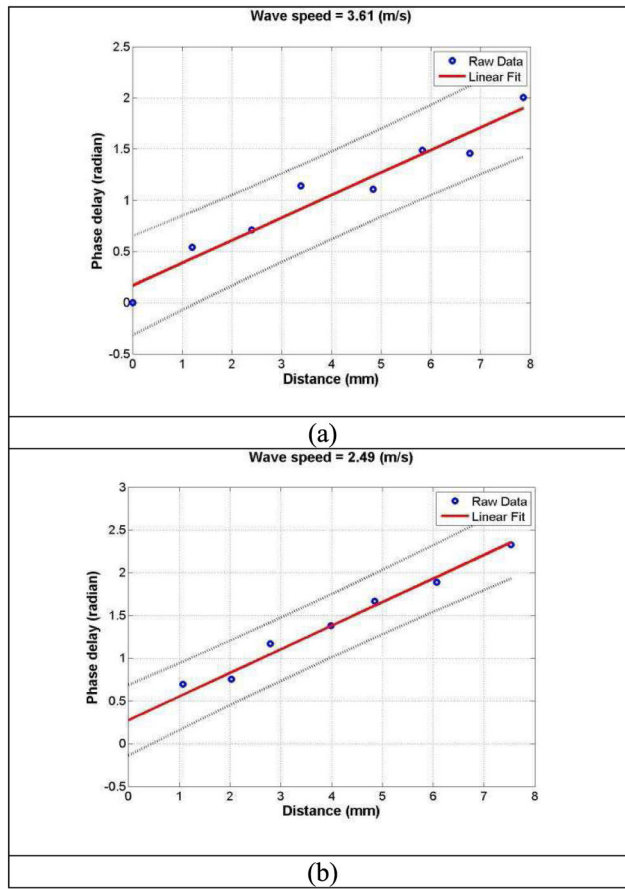 Wave speed = 3.61 (m/s)
2.5
2
1.5
1
0.5
0
-0.5
Phase delay (radian)
Raw Data
Linear Fit
0 1 2 3 4 5 6 7 8
Distance (mm)
(a)
Wave speed = 2.49 (m/s)
3
2.5
2
1.5
1
0.5
0
-0.5
Phase delay (radian)
Raw Data
Linear Fit
0 1 2 3 4 5 6 7 8
Distance (mm)
(b)